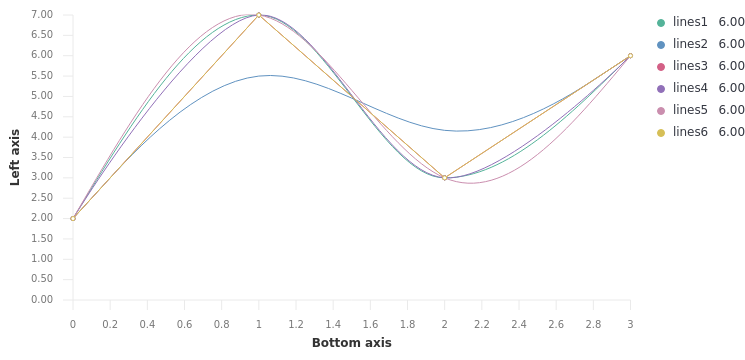 7.00
6.50
6.00
5.50
5.00
4.50
4.00
3.50
3.00
2.50
2.00
1.50
1.00
0.50
0.00
Left axis
0 0.2 0.4 0.6 0.8 1 1.2 1.4 1.6 1.8 2 2.2 2.4 2.6 2.8 3
Bottom axis
lines1 6.00
lines2 6.00
lines3 6.00
lines4 6.00
lines5 6.00
lines6 6.00